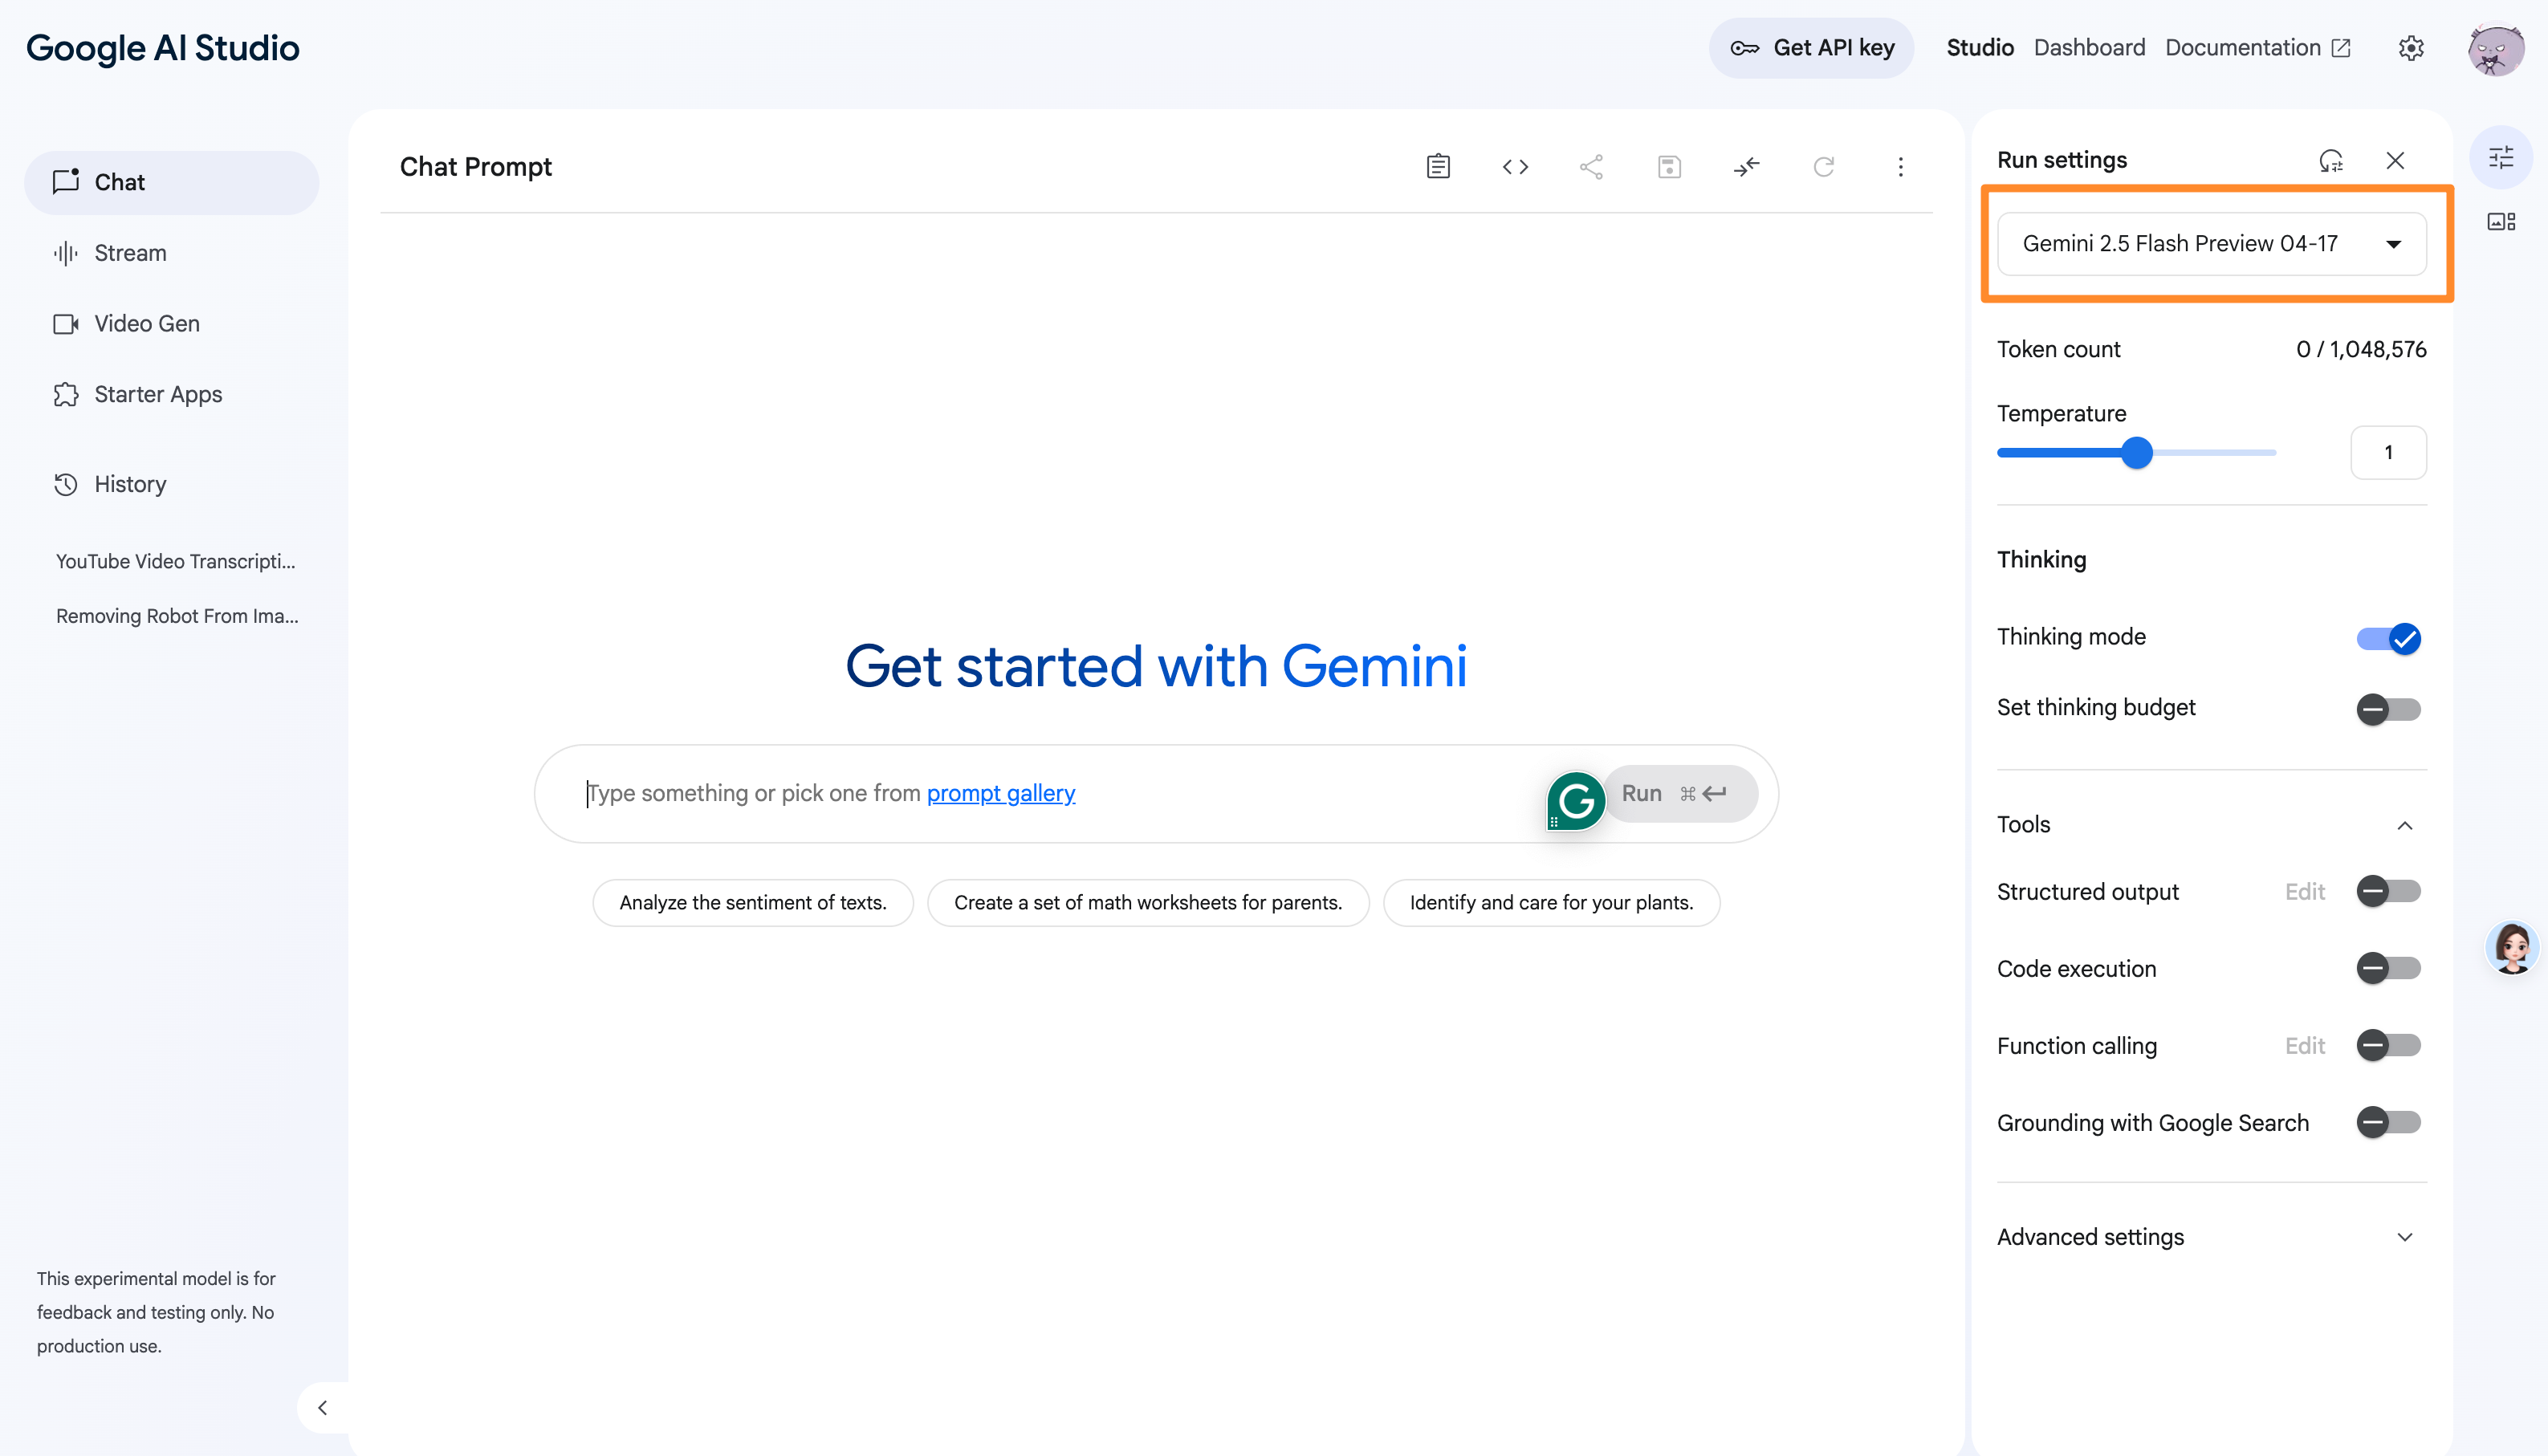 Google AI Studio
Get API key
Studio
Dashboard
Documentation
Chat
Stream
Video Gen
Starter Apps
History
YouTube Video Transcripti...
Removing Robot From Ima...
This experimental model is for
feedback and testing only. No
production use.
Chat Prompt
Get started with Gemini
Type something or pick one from prompt gallery
G
Run ⌘ ↵
Analyze the sentiment of texts.
Create a set of math worksheets for parents.
Identify and care for your plants.
Run settings
Gemini 2.5 Flash Preview 04-17
Token count 0 / 1,048,576
Temperature
1
Thinking
Thinking mode
Set thinking budget
Tools
Structured output Edit
Code execution
Function calling Edit
Grounding with Google Search
Advanced settings